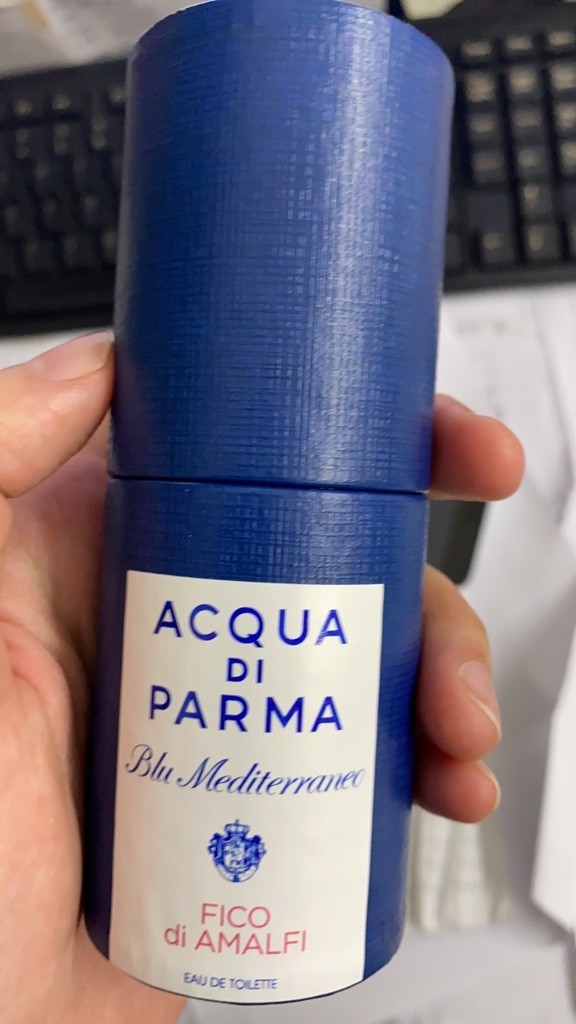 ACQUA
DI
PARMA
Blu Mediterraneo
FICO
di AMALFI
EAU DE TOILETTE